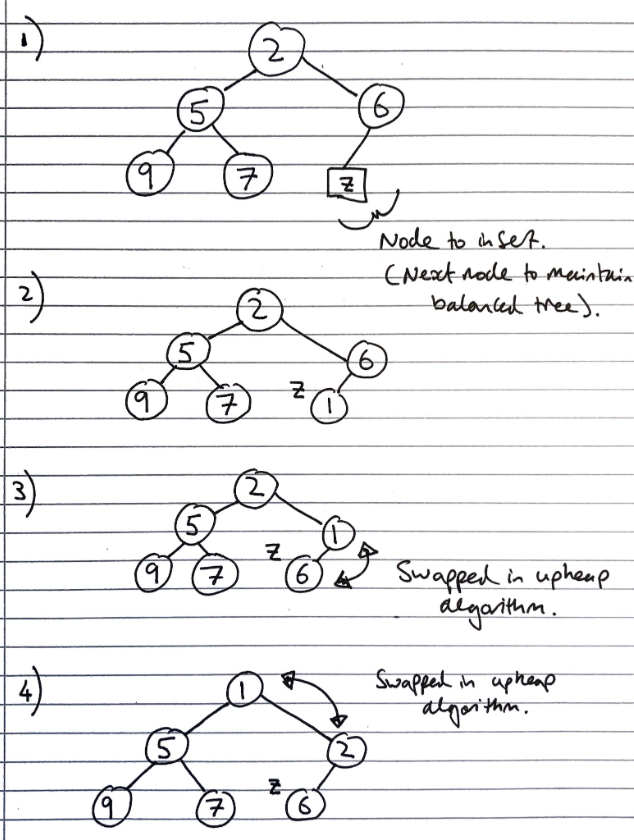 1)
2
5 6
9 7 z
Node to insert.
(Next node to maintain
balanced tree).
2)
2
5 6
9 7 z 1
3)
2
5 1
9 7 z 6
Swapped in upheap
algorithm.
4)
1
Swapped in upheap
algorithm.
5 2
9 7 z 6